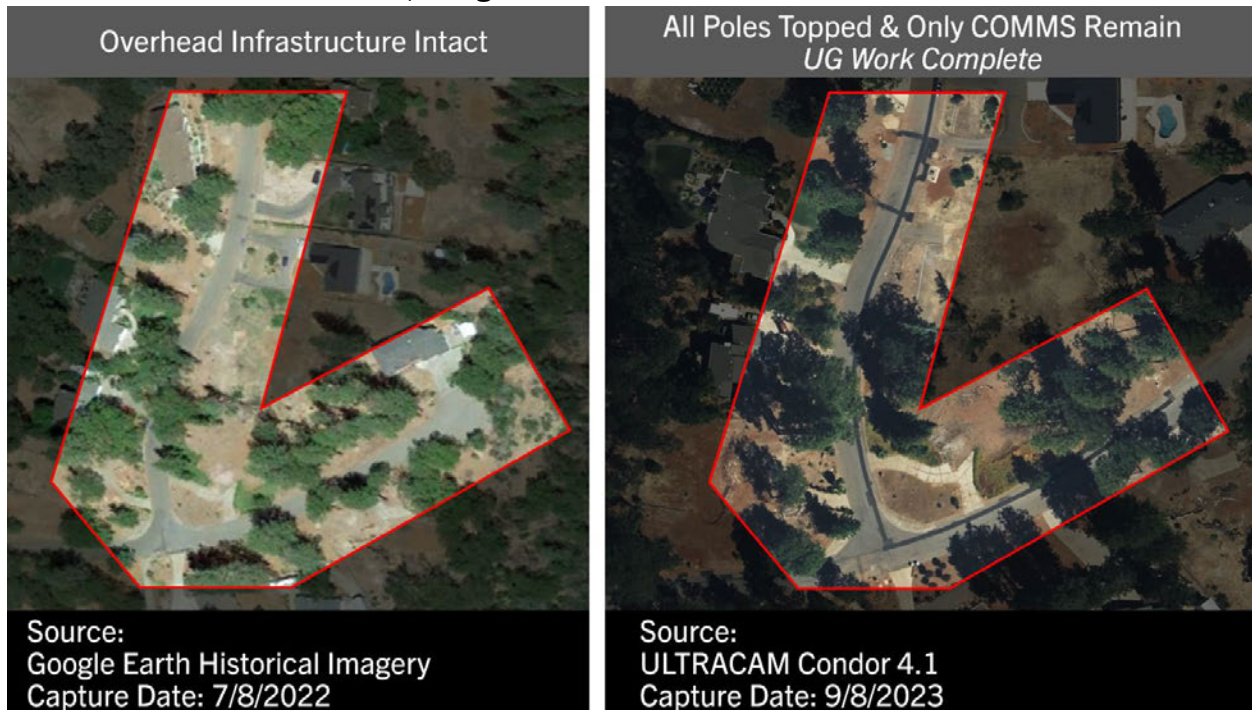 Overhead Infrastructure Intact
All Poles Topped & Only COMMS Remain
UG Work Complete
Source:
Google Earth Historical Imagery
Capture Date: 7/8/2022
Source:
ULTRACAM Condor 4.1
Capture Date: 9/8/2023